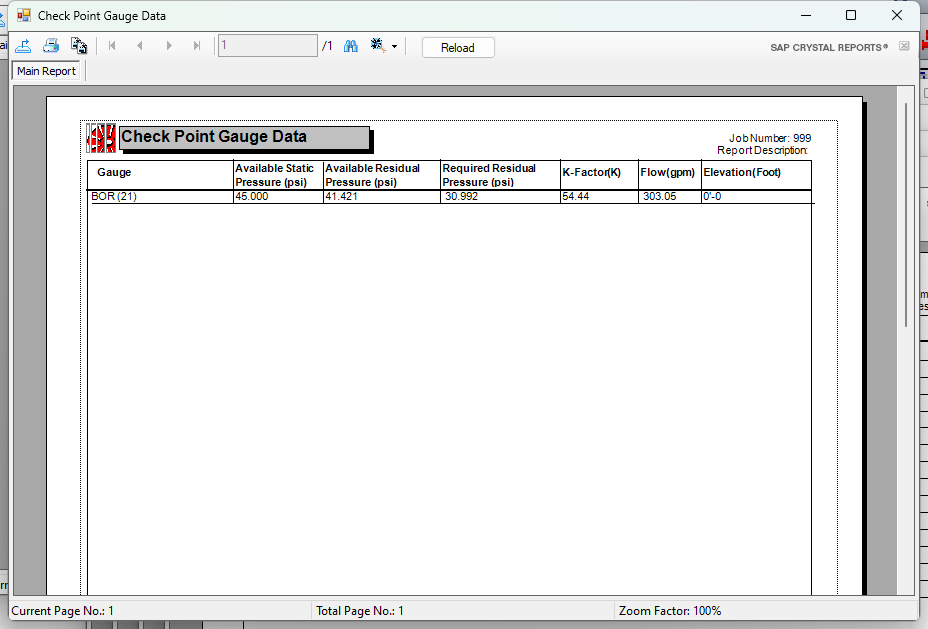 Check Point Gauge Data
1 /1 Reload SAP CRYSTAL REPORTS®
Main Report
Check Point Gauge Data
Job Number: 999
Report Description:
Gauge Available Static Pressure (psi) Available Residual Pressure (psi) Required Residual Pressure (psi) K-Factor(K) Flow(gpm) Elevation(Foot)
BOR (21) 45.000 41.421 30.992 54.44 303.05 0'-0
Current Page No.: 1 Total Page No.: 1 Zoom Factor: 100%